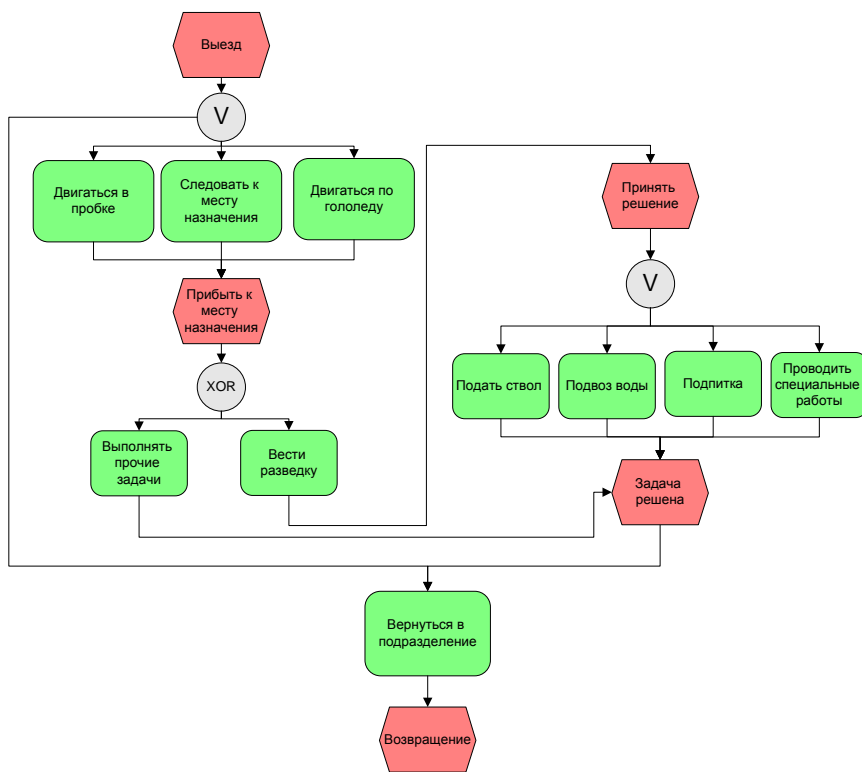 Выезд
V
Двигаться в
пробке
Следовать к
месту
назначения
Двигаться по
гололеду
Прибыть к
месту
назначения
XOR
Выполнять
прочие
задачи
Вести
разведку
Принять
решение
V
Подать ствол
Подвоз воды
Подпитка
Проводить
специальные
работы
Задача
решена
Вернуться в
подразделение
Возвращение